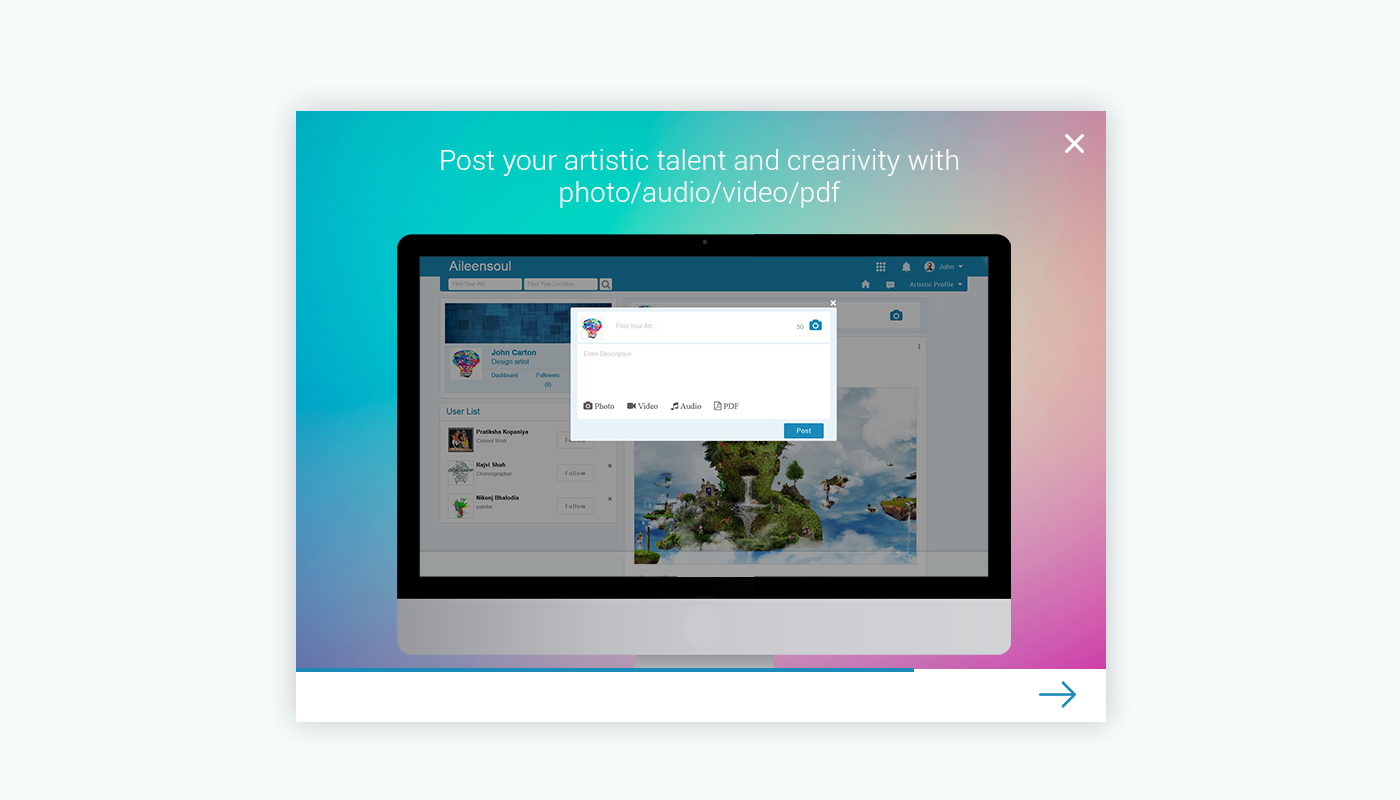 Post your artistic talent and crearivity with
photo/audio/video/pdf
Aileensoul
John
Find Your Art
Find Your Location
Artistic Profile
Post Your Art...
50
Enter Description
Photo
Video
Audio
PDF
Post
John Carton
Design artist
Dashboard
Followers
(8)
User List
Pratiksha Kopaniya
Current Work
Follow
Rajvi Shah
Choreographer
Follow
Nikunj Bhalodia
painter
Follow